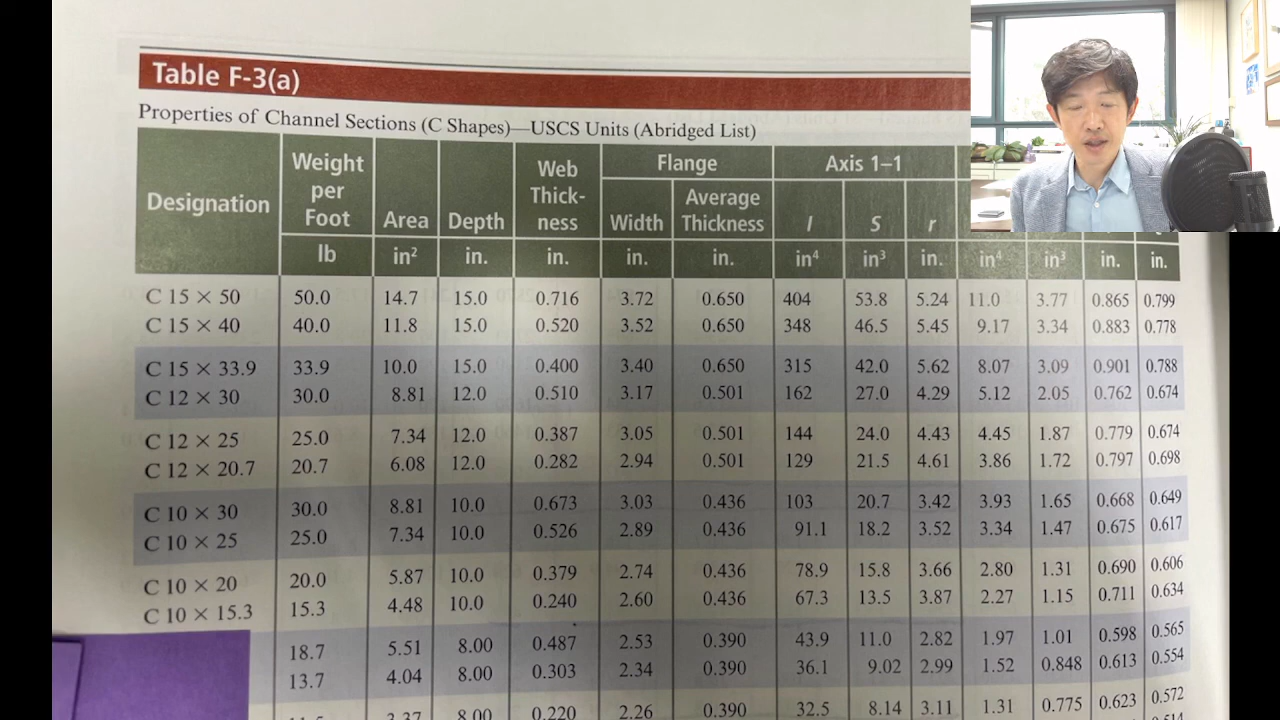 Table F-3(a)
Properties of Channel Sections (C Shapes)—USCS Units (Abridged List)
Designation Weight per Foot Area Depth Web Thick-ness Flange Axis 1–1
Width Average Thickness I S r
lb in² in. in. in. in. in⁴ in³ in. in⁴ in³ in. in.
C 15 × 50 50.0 14.7 15.0 0.716 3.72 0.650 404 53.8 5.24 11.0 3.77 0.865 0.799
C 15 × 40 40.0 11.8 15.0 0.520 3.52 0.650 348 46.5 5.45 9.17 3.34 0.883 0.778
C 15 × 33.9 33.9 10.0 15.0 0.400 3.40 0.650 315 42.0 5.62 8.07 3.09 0.901 0.788
C 12 × 30 30.0 8.81 12.0 0.510 3.17 0.501 162 27.0 4.29 5.12 2.05 0.762 0.674
C 12 × 25 25.0 7.34 12.0 0.387 3.05 0.501 144 24.0 4.43 4.45 1.87 0.779 0.674
C 12 × 20.7 20.7 6.08 12.0 0.282 2.94 0.501 129 21.5 4.61 3.86 1.72 0.797 0.698
C 10 × 30 30.0 8.81 10.0 0.673 3.03 0.436 103 20.7 3.42 3.93 1.65 0.668 0.649
C 10 × 25 25.0 7.34 10.0 0.526 2.89 0.436 91.1 18.2 3.52 3.34 1.47 0.675 0.617
C 10 × 20 20.0 5.87 10.0 0.379 2.74 0.436 78.9 15.8 3.66 2.80 1.31 0.690 0.606
C 10 × 15.3 15.3 4.48 10.0 0.240 2.60 0.436 67.3 13.5 3.87 2.27 1.15 0.711 0.634
18.7 5.51 8.00 0.487 2.53 0.390 43.9 11.0 2.82 1.97 1.01 0.598 0.565
13.7 4.04 8.00 0.303 2.34 0.390 36.1 9.02 2.99 1.52 0.848 0.613 0.554
8.00 0.220 2.26 0.390 32.5 8.14 3.11 1.31 0.775 0.623 0.572